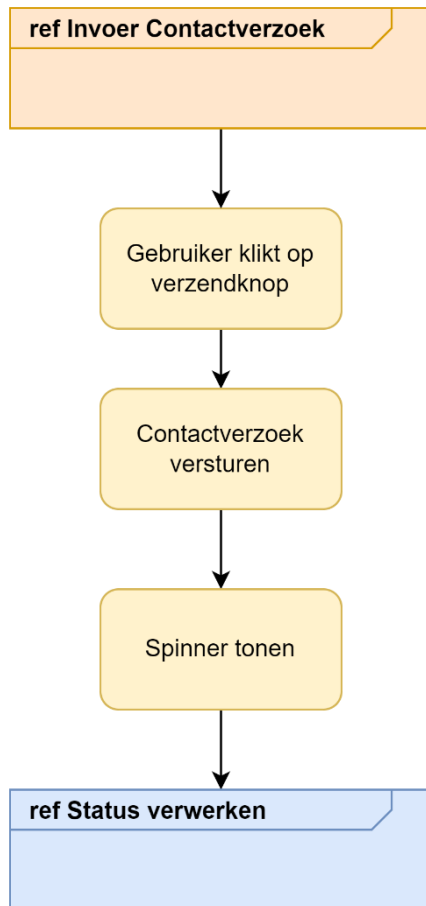 ref Invoer Contactverzoek
Gebruiker klikt op
verzendknop
Contactverzoek
versturen
Spinner tonen
ref Status verwerken